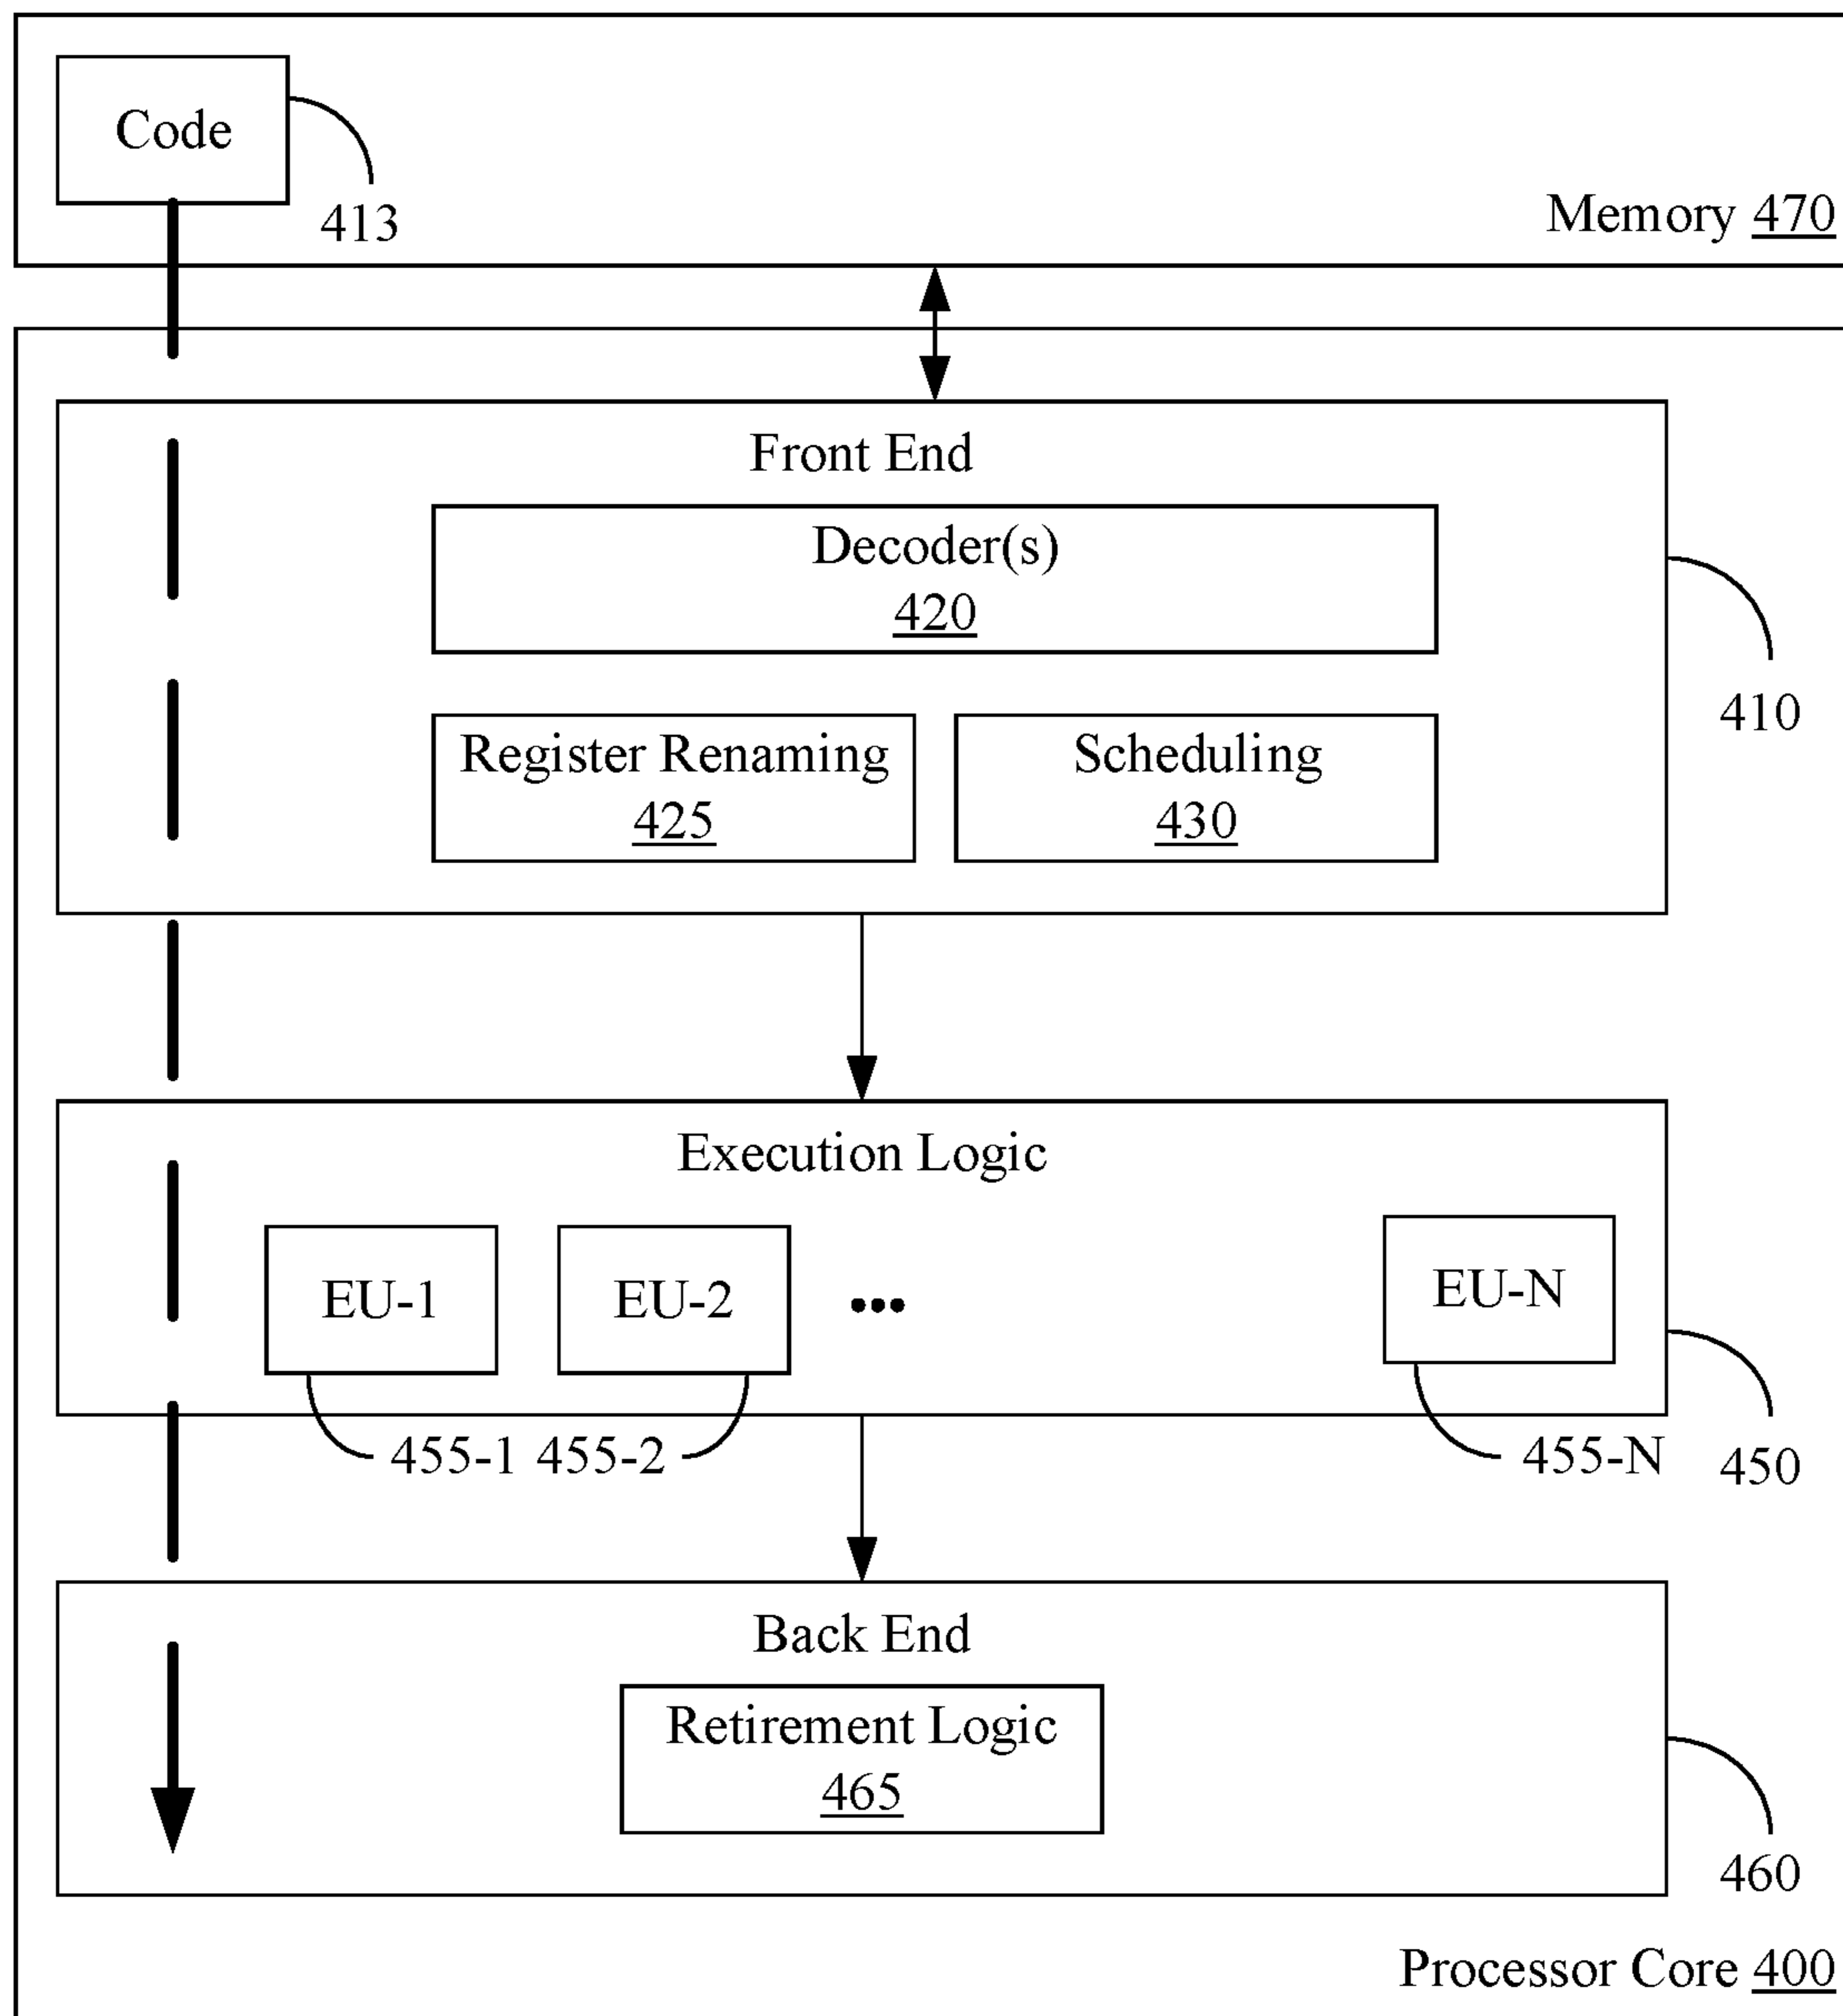 Code
413
Memory 470
Front End
Decoder(s)
420
410
Register Renaming
425
Scheduling
430
Execution Logic
EU-1
EU-2
•••
EU-N
455-1 455-2
455-N
450
Back End
Retirement Logic
465
460
Processor Core 400